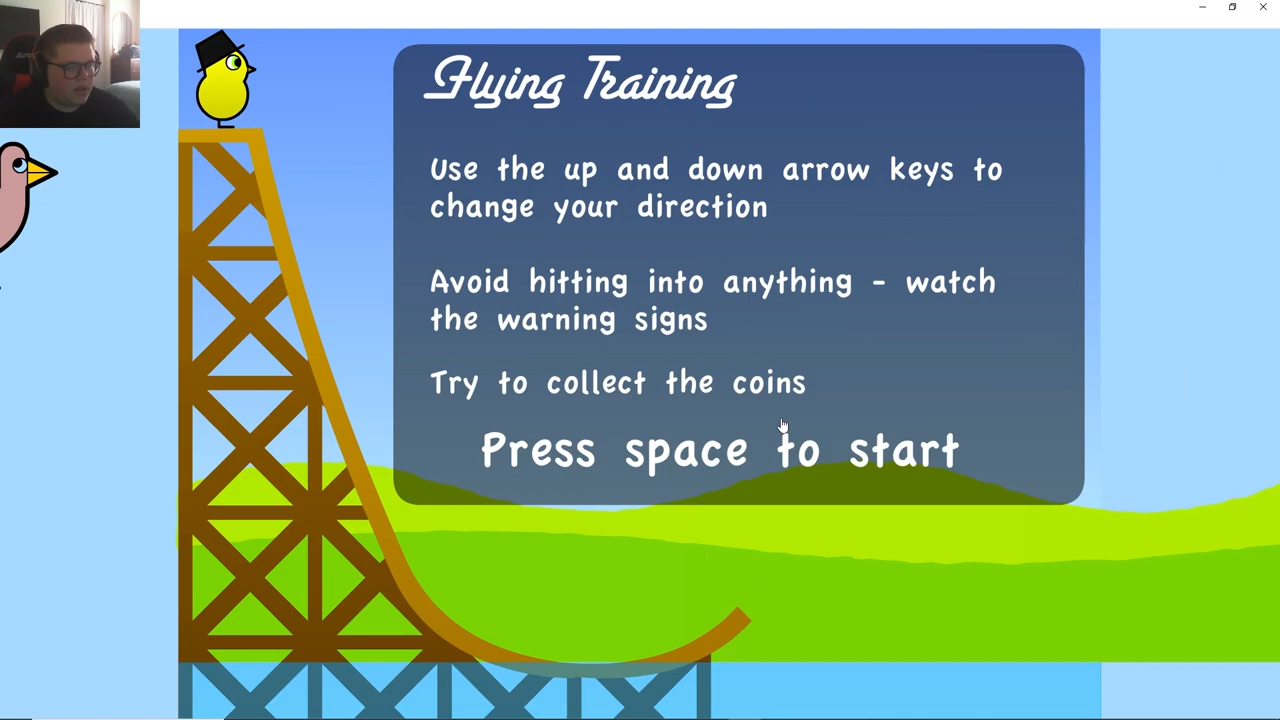 Flying Training
Use the up and down arrow keys to
change your direction
Avoid hitting into anything - watch
the warning signs
Try to collect the coins
Press space to start